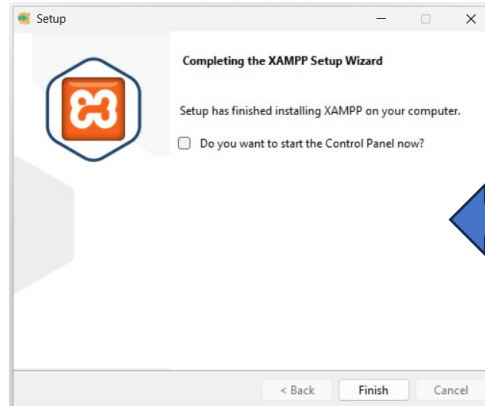 Setup
Completing the XAMPP Setup Wizard
Setup has finished installing XAMPP on your computer.
Do you want to start the Control Panel now?
< Back Finish Cancel